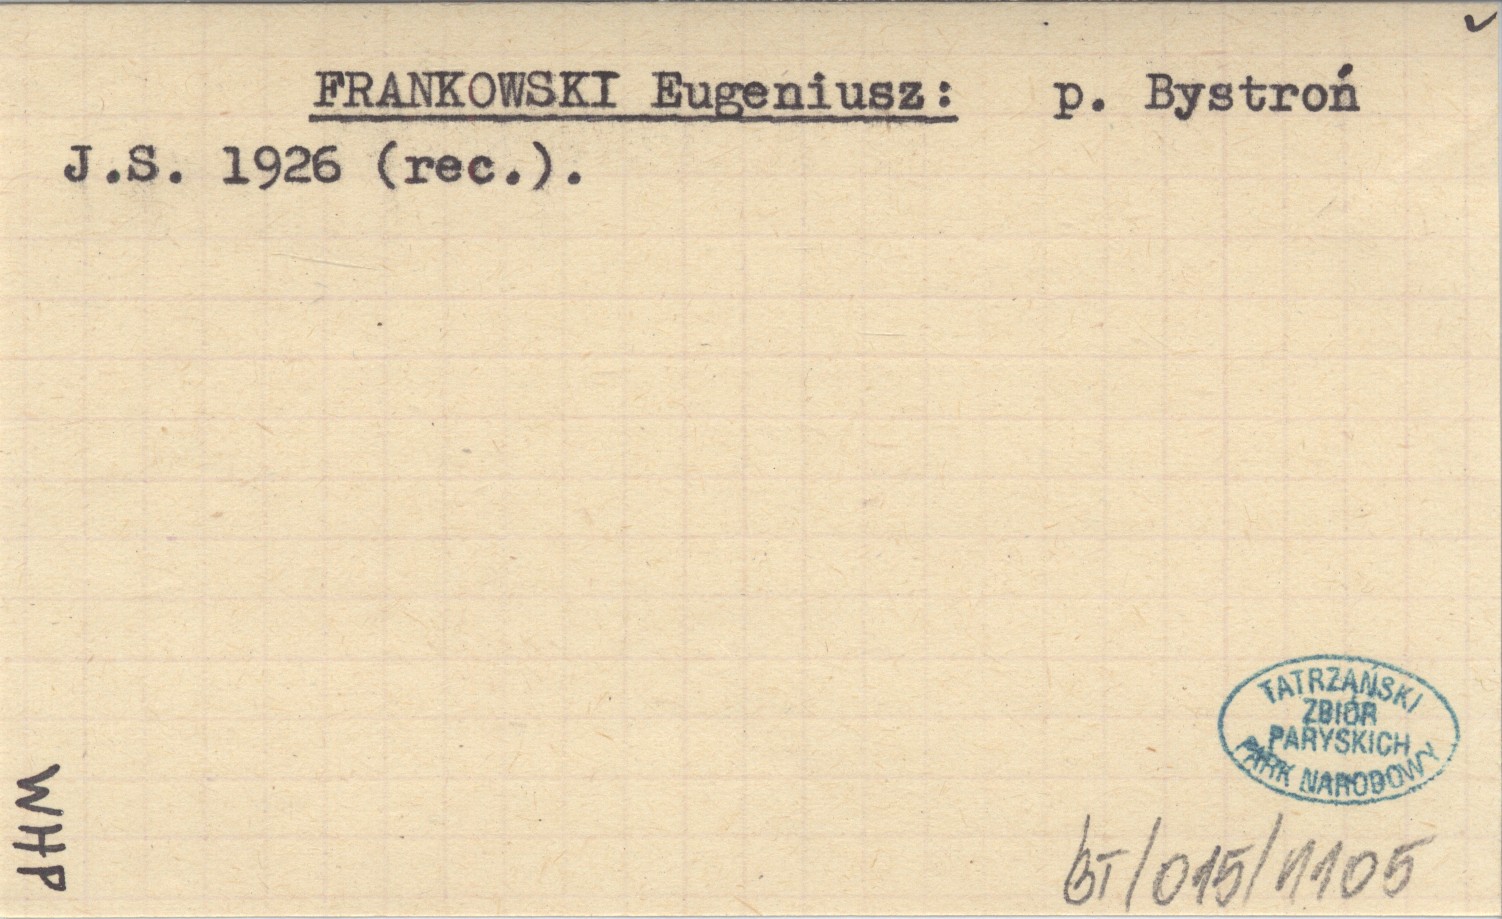 FRANKOWSKI Eugeniusz: p. Bystroń
J.S. 1926 (rec.).
TATRZAŃSKI
ZBIÓR
PARYSKICH
PARK NARODOWY
WHP
BT/015/1105